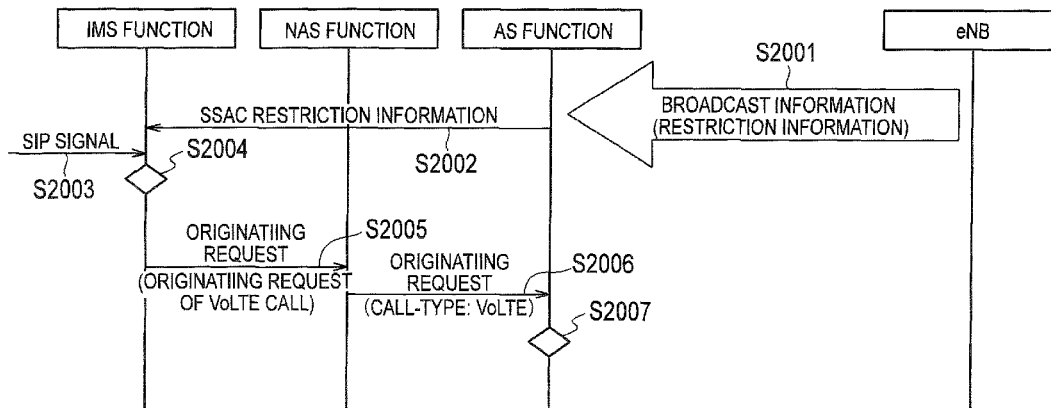 IMS FUNCTION
NAS FUNCTION
AS FUNCTION
eNB
S2001
BROADCAST INFORMATION
(RESTRICTION INFORMATION)
SSAC RESTRICTION INFORMATION
S2002
SIP SIGNAL
S2003
S2004
ORIGINATIING
REQUEST
S2005
(ORIGINATIING REQUEST
OF VoLTE CALL)
ORIGINATIING
REQUEST
S2006
(CALL-TYPE: VoLTE)
S2007